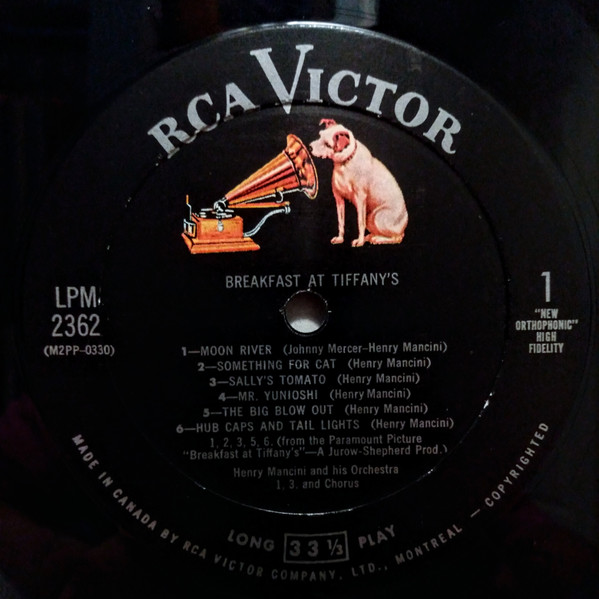 RCA VICTOR
BREAKFAST AT TIFFANY'S
LPM
2362
(M2PP-0330)
1
"NEW
ORTHOPHONIC"
HIGH
FIDELITY
1—MOON RIVER (Johnny Mercer-Henry Mancini)
2—SOMETHING FOR CAT (Henry Mancini)
3—SALLY'S TOMATO (Henry Mancini)
4—MR. YUNIOSHI (Henry Mancini)
5—THE BIG BLOW OUT (Henry Mancini)
6—HUB CAPS AND TAIL LIGHTS (Henry Mancini)
1, 2, 3, 5, 6, (from the Paramount Picture
"Breakfast at Tiffany's"—A Jurow-Shepherd Prod.)
Henry Mancini and his Orchestra
1, 3, and Chorus
LONG 33 1/3 PLAY
MADE IN CANADA BY RCA VICTOR COMPANY, LTD., MONTREAL — COPYRIGHTED